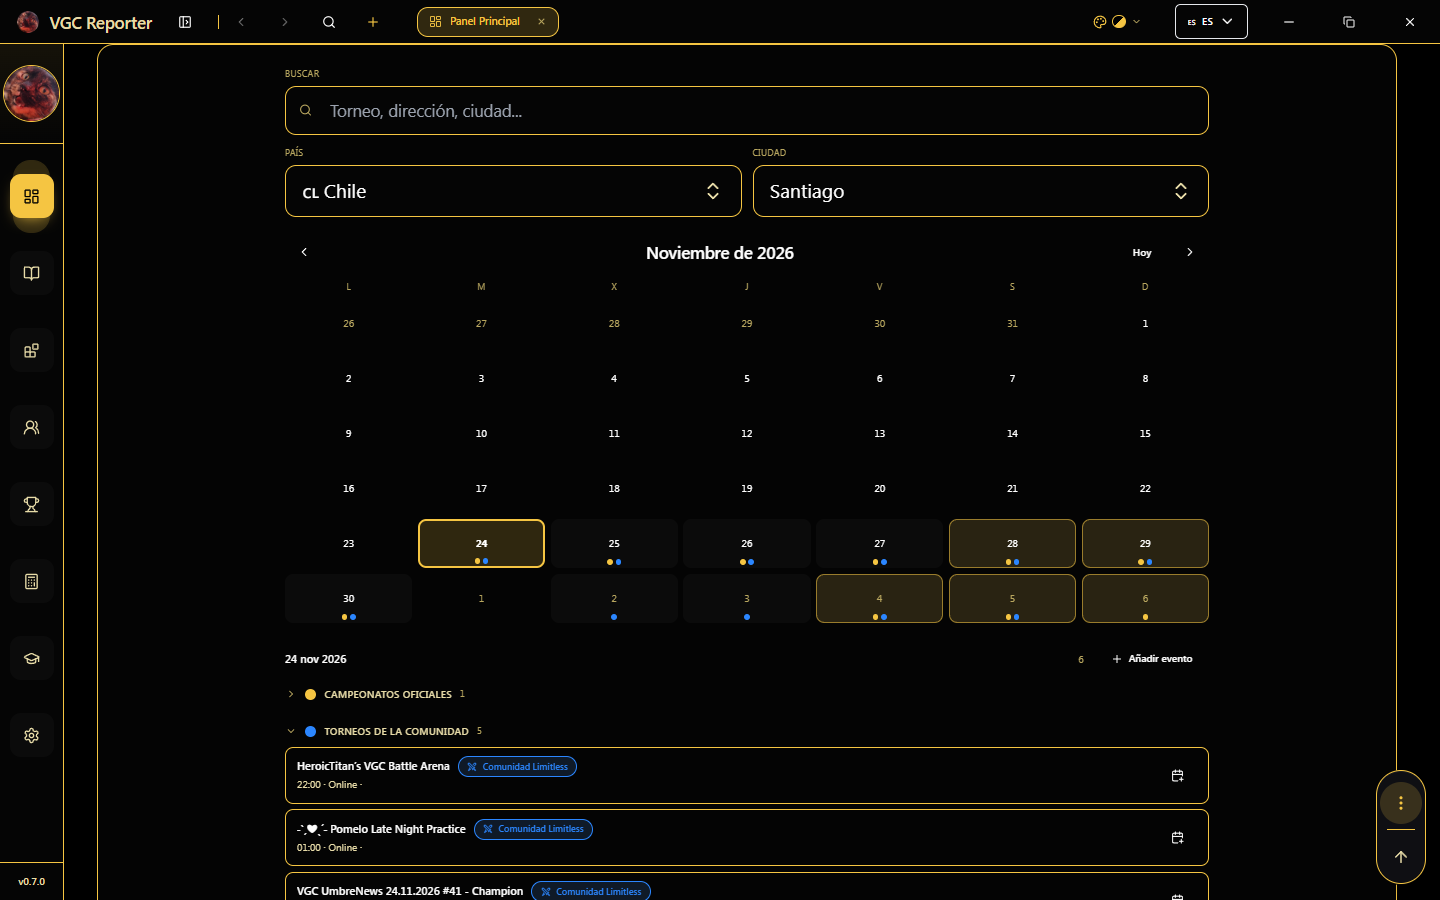 VGC Reporter
Panel Principal
ES ES
BUSCAR
Torneo, dirección, ciudad...
PAÍS
CIUDAD
CL Chile
Santiago
Noviembre de 2026
Hoy
L M X J V S D
26 27 28 29 30 31 1
2 3 4 5 6 7 8
9 10 11 12 13 14 15
16 17 18 19 20 21 22
23 24 25 26 27 28 29
30 1 2 3 4 5 6
24 nov 2026
6
Añadir evento
CAMPEONATOS OFICIALES 1
TORNEOS DE LA COMUNIDAD 5
HeroicTitan's VGC Battle Arena
Comunidad Limitless
22:00 · Online ·
Pomelo Late Night Practice
Comunidad Limitless
01:00 · Online ·
VGC UmbreNews 24.11.2026 #41 - Champion
Comunidad Limitless
v0.7.0